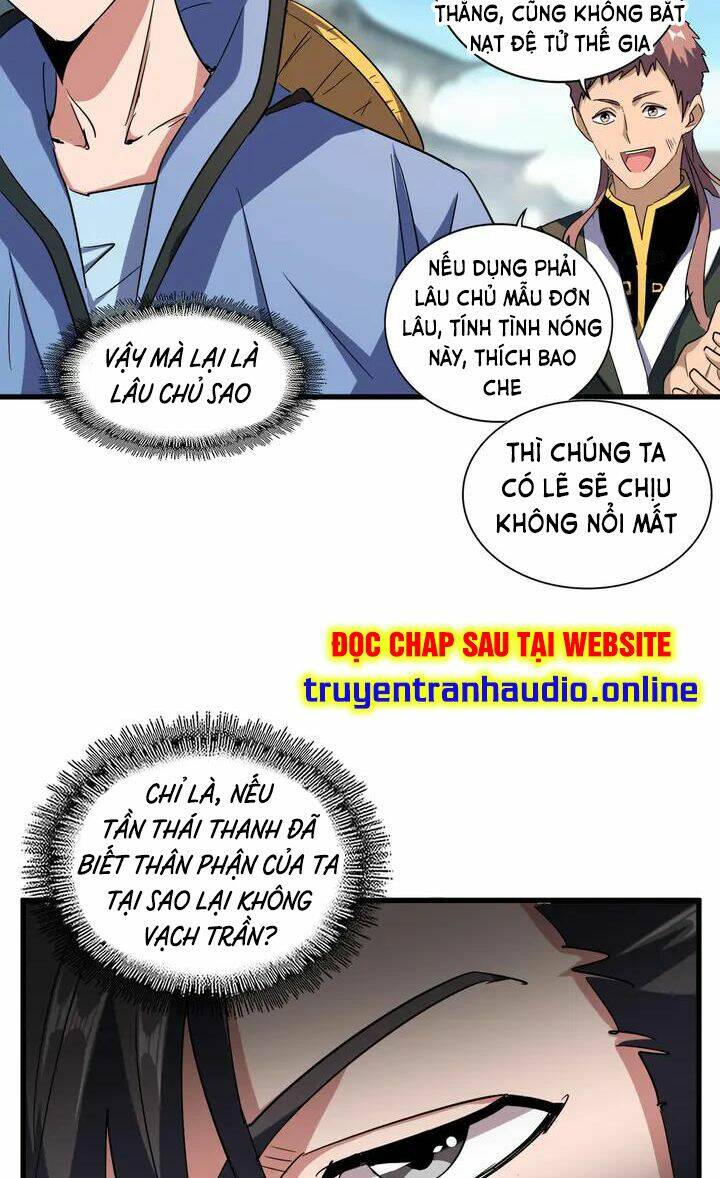 THẮNG, CŨNG KHÔNG BẮT
NẠT ĐỆ TỬ THẾ GIA
NẾU DỤNG PHẢI
LÂU CHỦ MẪU ĐƠN
LÂU, TÍNH TÌNH NÓNG
NÀY, THÍCH BAO
CHE
VẬY MÀ LẠI LÀ
LÂU CHỦ SAO
THÌ CHÚNG TA
CÓ LẼ SẼ CHỊU
KHÔNG NỔI MẤT
ĐỌC CHAP SAU TẠI WEBSITE
truyentranhaudio.online
CHỈ LÀ, NẾU
TẦN THÁI THANH ĐÃ
BIẾT THÂN PHẬN CỦA TA
TẠI SAO LẠI KHÔNG
VẠCH TRẦN?